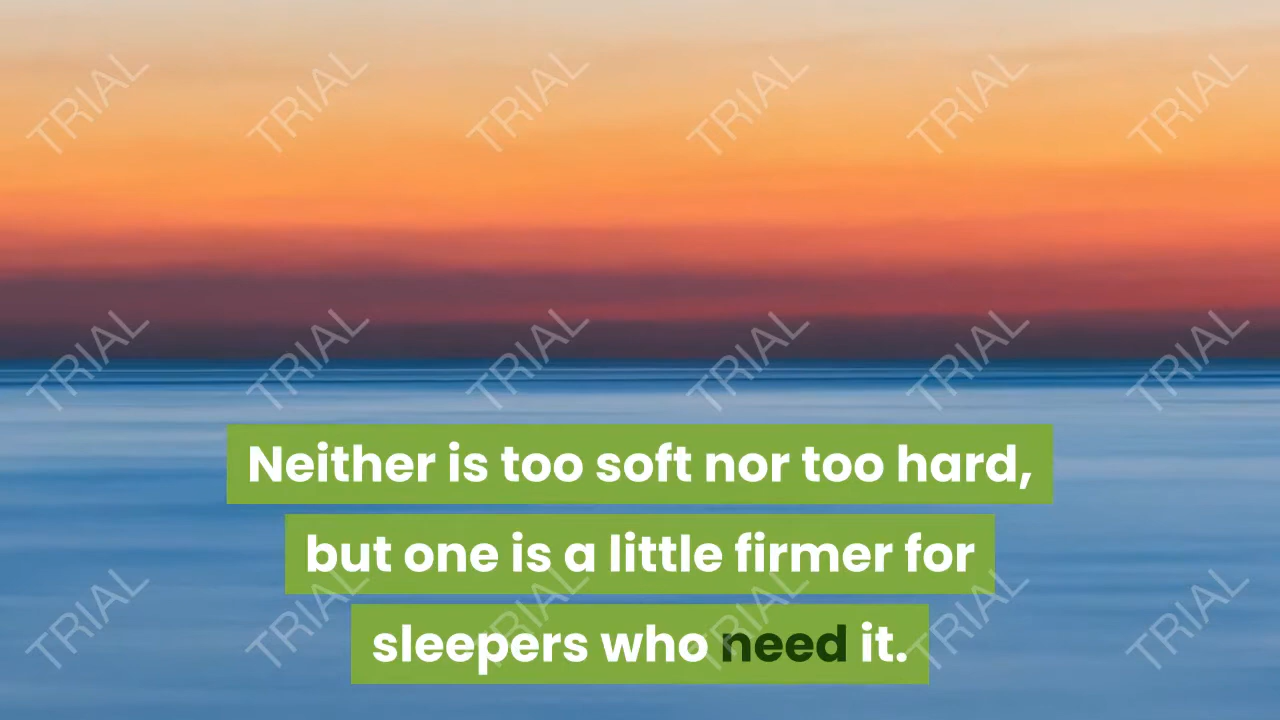 TRIAL TRIAL TRIAL TRIAL TRIAL TRIAL
TRIAL TRIAL TRIAL TRIAL TRIAL TRIAL
Neither is too soft nor too hard,
but one is a little firmer for
TRIAL TRIAL TRIAL TRIAL TRIAL TRIAL
sleepers who need it.